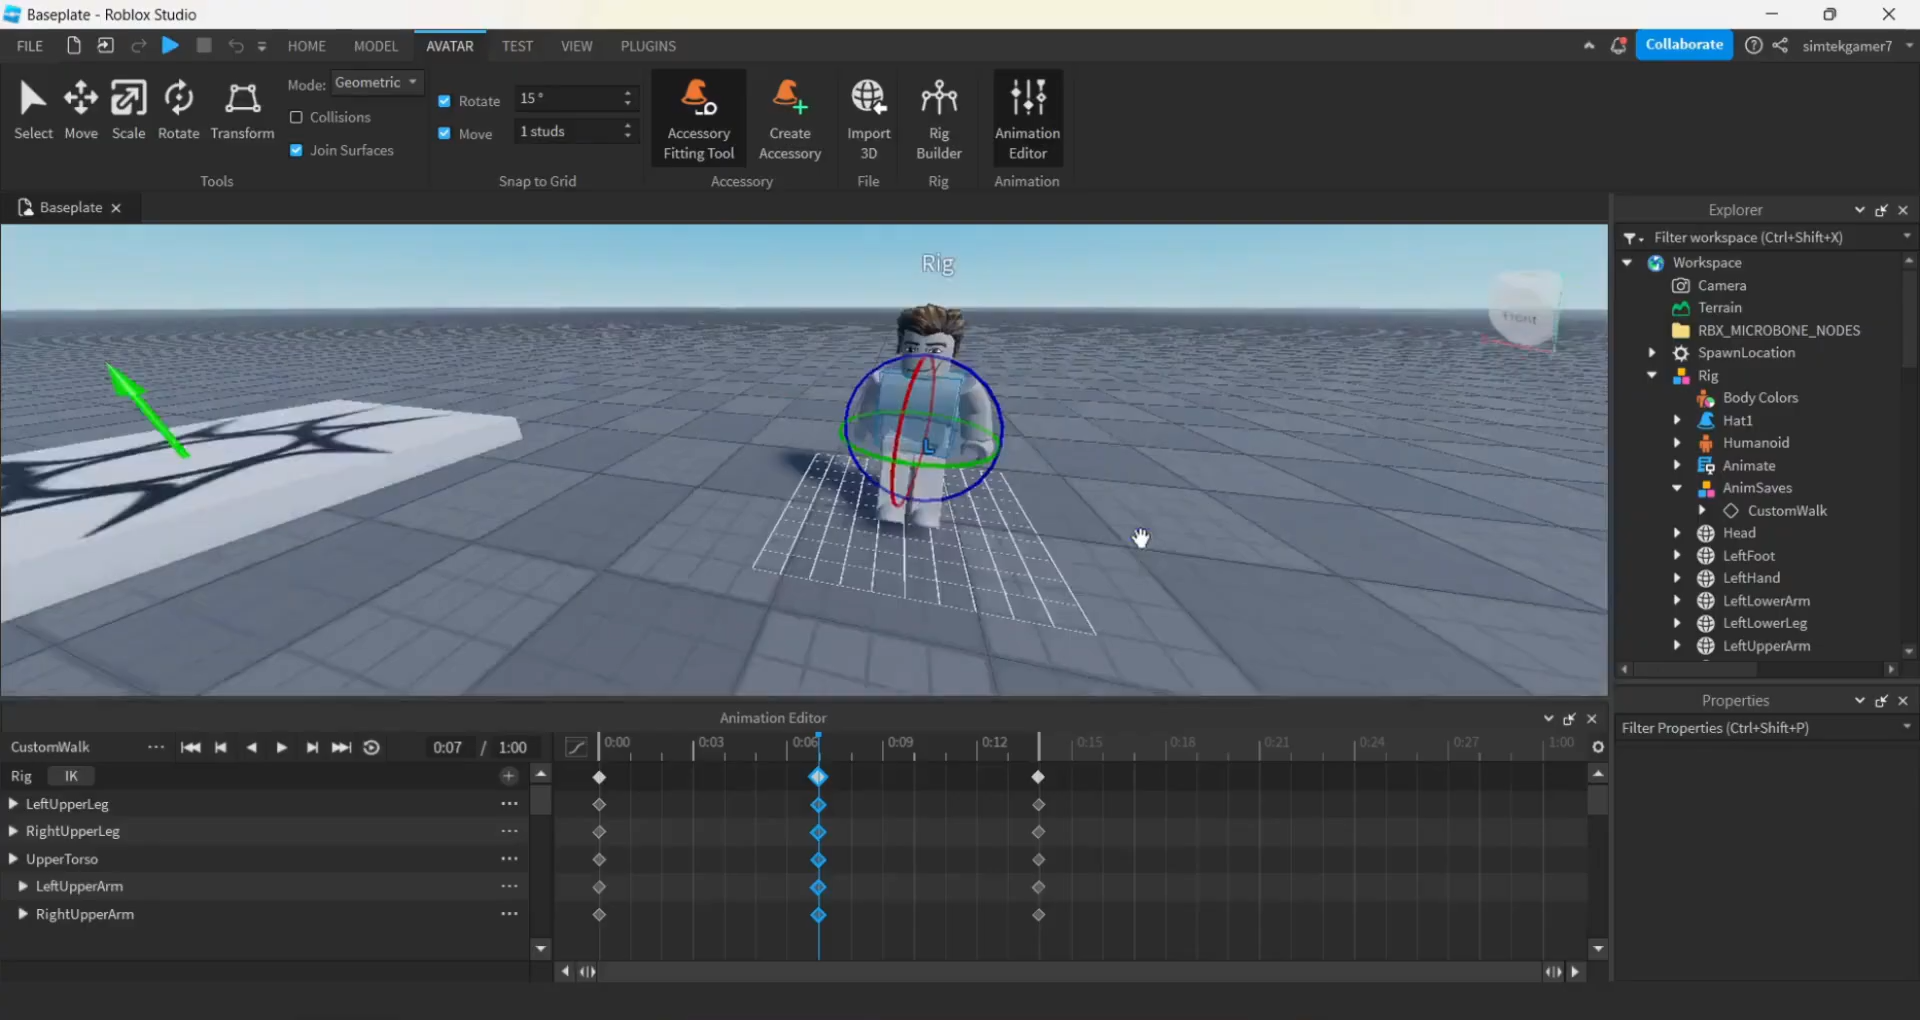 Baseplate - Roblox Studio
FILE HOME MODEL AVATAR TEST VIEW PLUGINS Collaborate simtekgamer7
Select Move Scale Rotate Transform
Mode: Geometric
Collisions
Join Surfaces
Tools
Rotate 15 °
Move 1 studs
Snap to Grid
Accessory Fitting Tool
Create Accessory
Accessory
Import 3D
File
Rig Builder
Rig
Animation Editor
Animation
Baseplate
Rig
Front
L
Explorer
Filter workspace (Ctrl+Shift+X)
Workspace
Camera
Terrain
RBX_MICROBONE_NODES
SpawnLocation
Rig
Body Colors
Hat1
Humanoid
Animate
AnimSaves
CustomWalk
Head
LeftFoot
LeftHand
LeftLowerArm
LeftLowerLeg
LeftUpperArm
Properties
Filter Properties (Ctrl+Shift+P)
Animation Editor
CustomWalk 0:07 / 1:00 0:00 0:03 0:06 0:09 0:12 0:15 0:18 0:21 0:24 0:27 1:00
Rig IK
LeftUpperLeg
RightUpperLeg
UpperTorso
LeftUpperArm
RightUpperArm